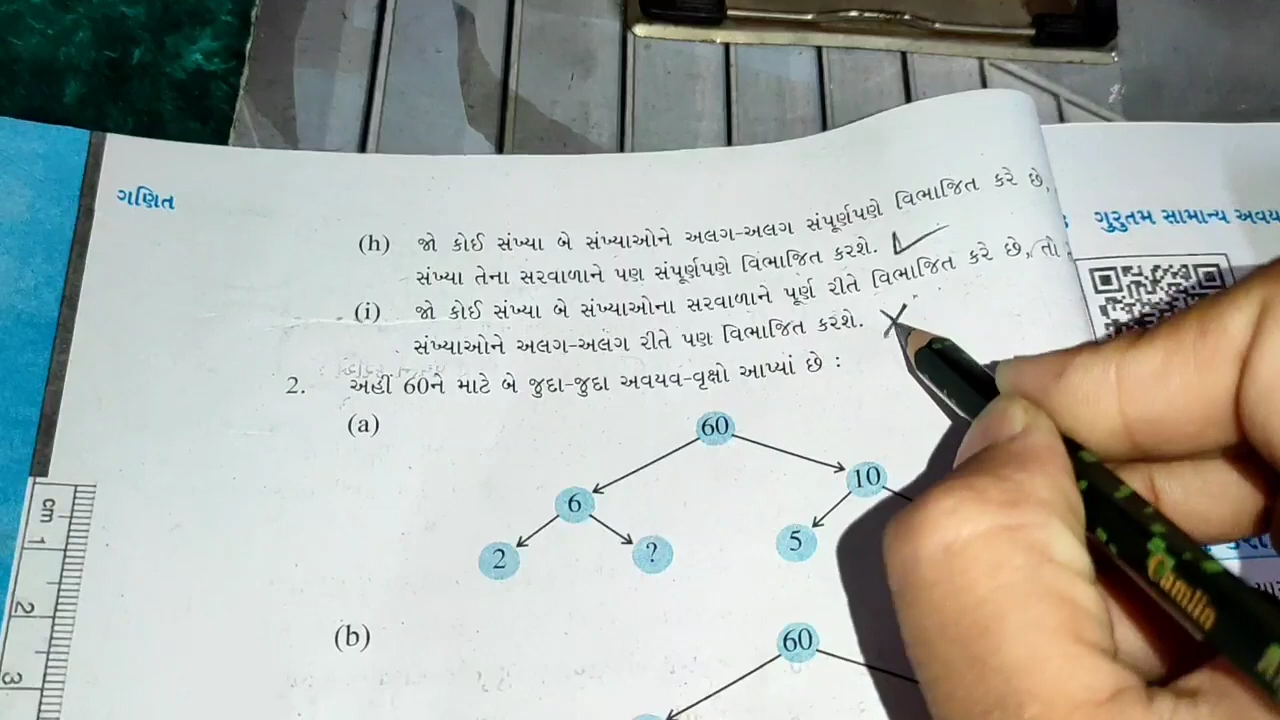 ગણિત
(h) જો કોઈ સંખ્યા બે સંખ્યાઓને અલગ-અલગ સંપૂર્ણપણે વિભાજિત કરે છે,
સંખ્યા તેના સરવાળાને પણ સંપૂર્ણપણે વિભાજિત કરશે.
(i) જો કોઈ સંખ્યા બે સંખ્યાઓના સરવાળાને પૂર્ણ રીતે વિભાજિત કરે છે, તો
સંખ્યાઓને અલગ-અલગ રીતે પણ વિભાજિત કરશે.
2. અહીં 60ને માટે બે જુદા-જુદા અવયવ-વૃક્ષો આપ્યાં છે :
(a)
60
6 10
2 ? 5
(b)
60
ગુરુતમ સામાન્ય અવય
cm 1
2
3
Camlin